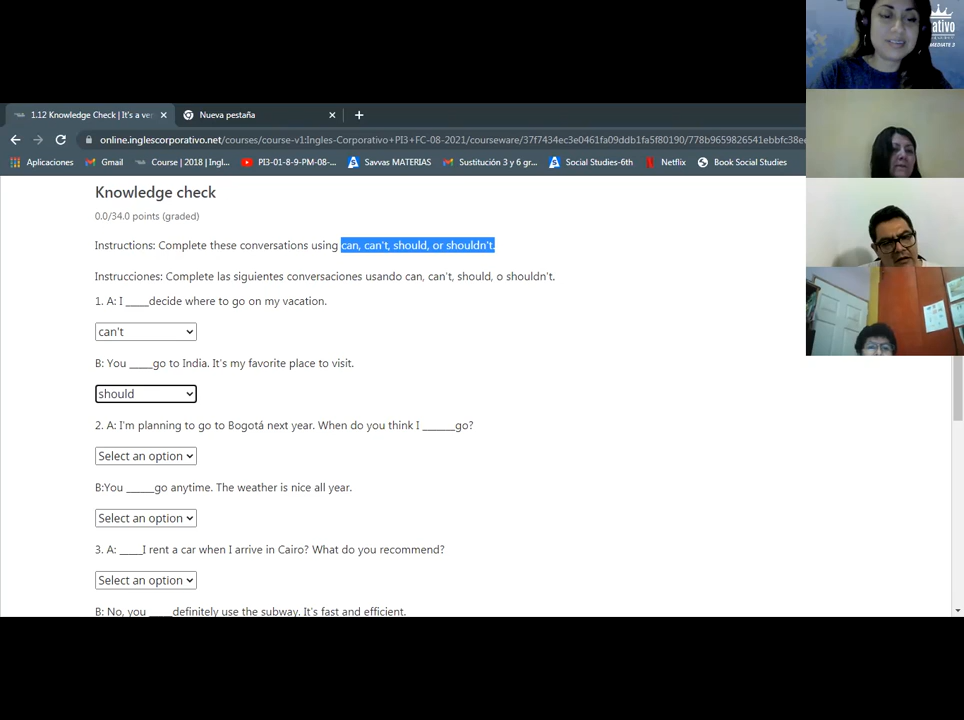 1.12 Knowledge Check | It's a ve
Nueva pestaña
online.inglescorporativo.net/courses/course-v1:Ingles-Corporativo+PI3+FC-08-2021/courseware/37f7434ec3e0461fa09ddb1fa5f80190/778b9659826541ebbfc38ee
Aplicaciones
Gmail
Course | 2018 | Ingl...
PI3-01-8-9-PM-08-...
Savvas MATERIAS
Sustitución 3 y 6 gr...
Social Studies-6th
Netflix
Book Social Studies
Knowledge check
0.0/34.0 points (graded)
Instructions: Complete these conversations using can, can't, should, or shouldn't.
Instrucciones: Complete las siguientes conversaciones usando can, can't, should, o shouldn't.
1. A: I ____decide where to go on my vacation.
can't
B: You ____go to India. It's my favorite place to visit.
should
2. A: I'm planning to go to Bogotá next year. When do you think I ______go?
Select an option
B:You _____go anytime. The weather is nice all year.
Select an option
3. A: ____I rent a car when I arrive in Cairo? What do you recommend?
Select an option
B: No, you ____definitely use the subway. It's fast and efficient.
ativo
MEDIATE 3